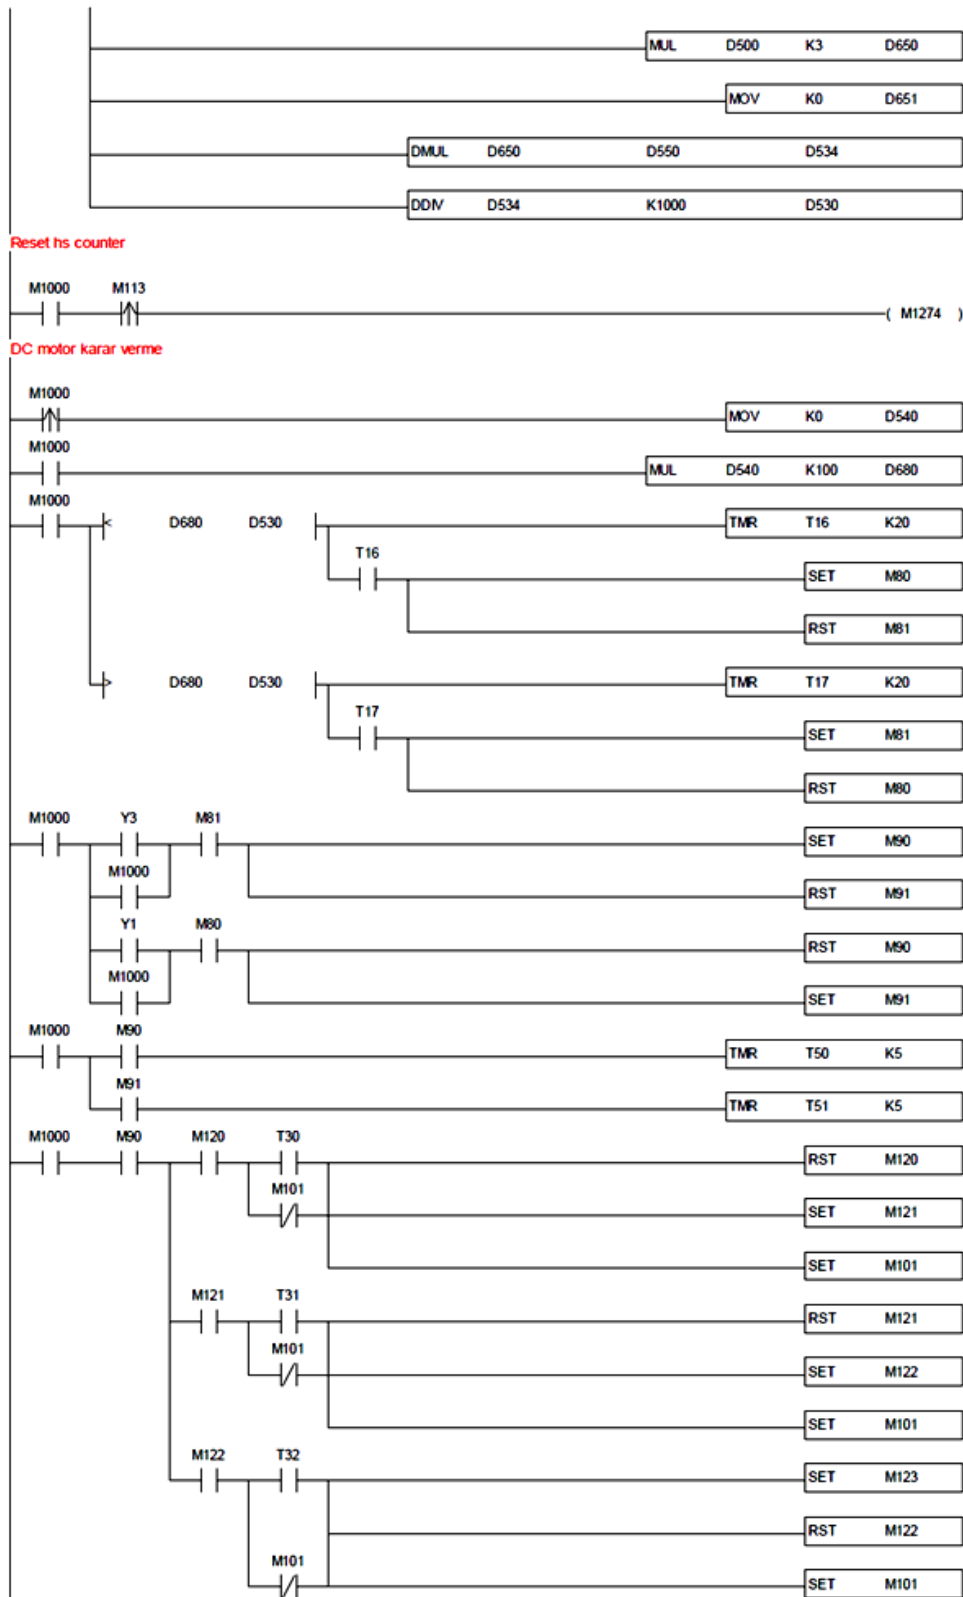 MUL D500 K3 D650
MOV K0 D651
DMUL D650 D550 D534
DDIV D534 K1000 D530
Reset hs counter
M1000 M113
( M1274 )
DC motor karar verme
M1000
MOV K0 D540
M1000
MUL D540 K100 D680
M1000
< D680 D530
TMR T16 K20
T16
SET M80
RST M81
> D680 D530
TMR T17 K20
T17
SET M81
RST M80
M1000 Y3 M81
SET M90
M1000
RST M91
Y1 M80
RST M90
M1000
SET M91
M1000 M90
TMR T50 K5
M91
TMR T51 K5
M1000 M90 M120 T30
RST M120
M101
SET M121
SET M101
M121 T31
RST M121
M101
SET M122
SET M101
M122 T32
SET M123
RST M122
M101
SET M101